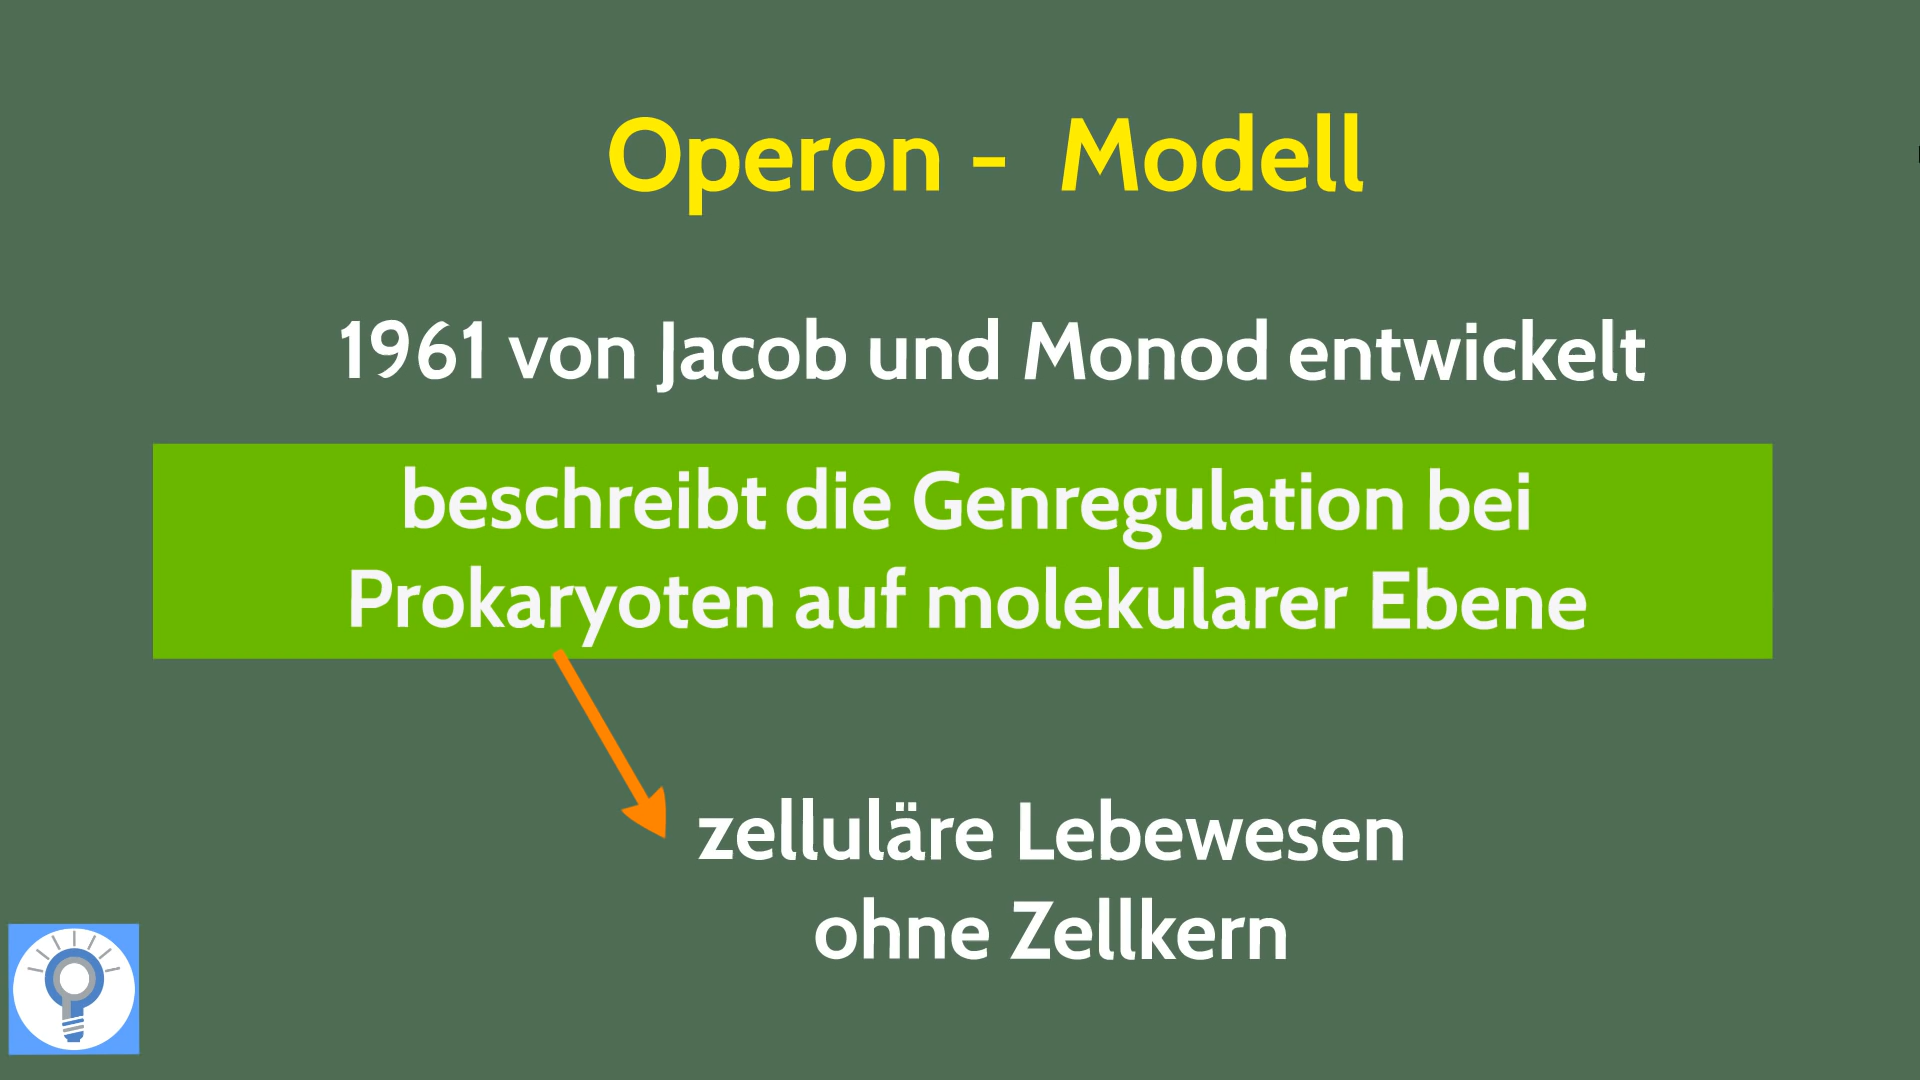 Operon - Modell
1961 von Jacob und Monod entwickelt
beschreibt die Genregulation bei
Prokaryoten auf molekularer Ebene
zelluläre Lebewesen
ohne Zellkern